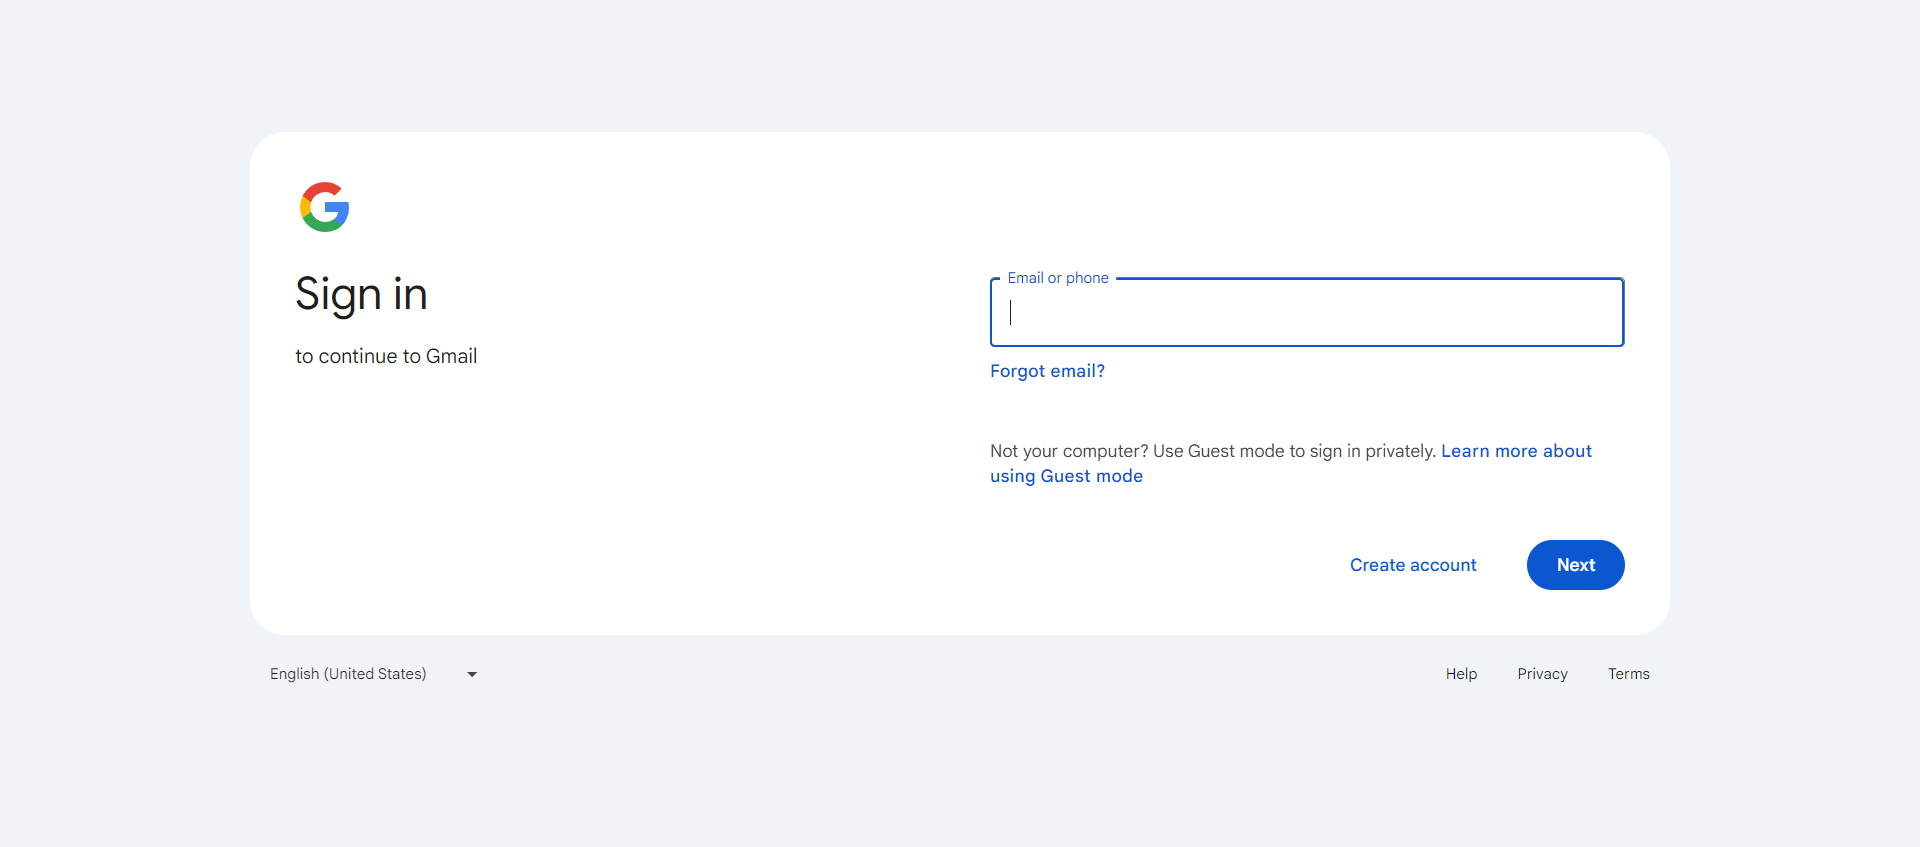 Sign in
to continue to Gmail
Email or phone
Forgot email?
Not your computer? Use Guest mode to sign in privately. Learn more about
using Guest mode
Create account
Next
English (United States)
Help
Privacy
Terms